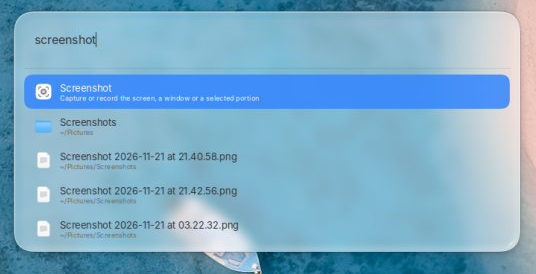 screenshot
Screenshot
Capture or record the screen, a window or a selected portion
Screenshots
~/Pictures
Screenshot 2026-11-21 at 21.40.58.png
~/Pictures/Screenshots
Screenshot 2026-11-21 at 21.42.56.png
~/Pictures/Screenshots
Screenshot 2026-11-21 at 03.22.32.png
~/Pictures/Screenshots